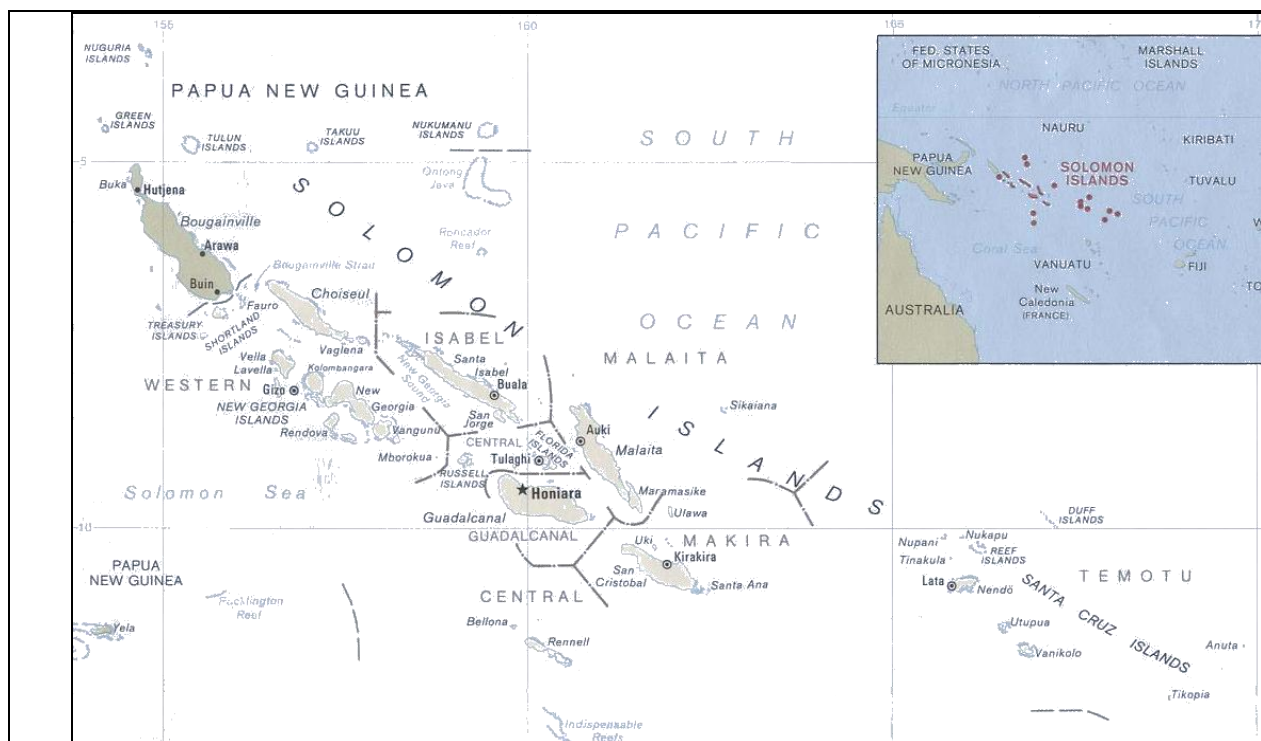 155
160
165
NUGURIA
ISLANDS
PAPUA NEW GUINEA
GREEN
ISLANDS
TULUN
ISLANDS
TAKUU
ISLANDS
NUKUMANU
ISLANDS
SOUTH
PACIFIC
OCEAN
5
Ontong
Java
Roncador
Reef
SOLOMON
ISLANDS
Buka
Hutjena
Bougainville
Arawa
Buin
Bougainville Strait
Choiseul
Fauro
TREASURY
ISLANDS
SHORTLAND
ISLANDS
Vaglena
Vella
Lavella
Kolombangara
WESTERN
Gizo
New
Georgia
NEW GEORGIA
ISLANDS
Rendova
Vangunu
New Georgia
Sound
ISABEL
Santa
Isabel
Buala
San
Jorge
MALAITA
Sikaiana
Auki
Malaita
Maramasike
Ulawa
CENTRAL
FLORIDA
ISLANDS
Tulaghi
Mborokua
RUSSELL
ISLANDS
Honiara
Guadalcanal
GUADALCANAL
Solomon Sea
10
PAPUA
NEW GUINEA
Pocklington
Reef
Yela
MAKIRA
Uki
Kirakira
San
Cristobal
Santa Ana
CENTRAL
Bellona
Rennell
Indispensable
Reefs
DUFF
ISLANDS
Nupani
Nukapu
REEF
ISLANDS
Tinakula
TEMOTU
Lata
Nendö
SANTA CRUZ ISLANDS
Utupua
Vanikolo
Anuta
Tikopia
FED. STATES
OF MICRONESIA
MARSHALL
ISLANDS
NORTH PACIFIC OCEAN
Equator
NAURU
KIRIBATI
PAPUA
NEW GUINEA
SOLOMON
ISLANDS
TUVALU
SOUTH
PACIFIC
OCEAN
Coral Sea
VANUATU
FIJI
New
Caledonia
(FRANCE)
AUSTRALIA